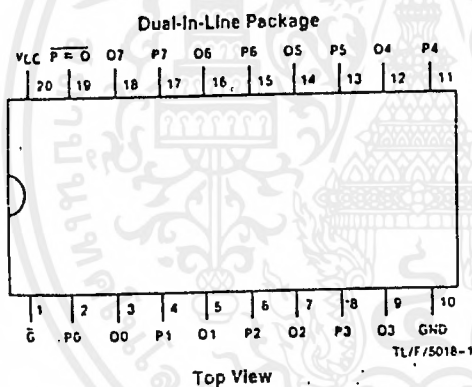 Dual-In-Line Package
VCC P = O O7 P7 O6 P6 O5 P5 O4 P4
20 19 18 17 16 15 14 13 12 11
1 2 3 4 5 6 7 8 9 10
G P0 O0 P1 O1 P2 O2 P3 O3 GND
TL/F/5018-1
Top View